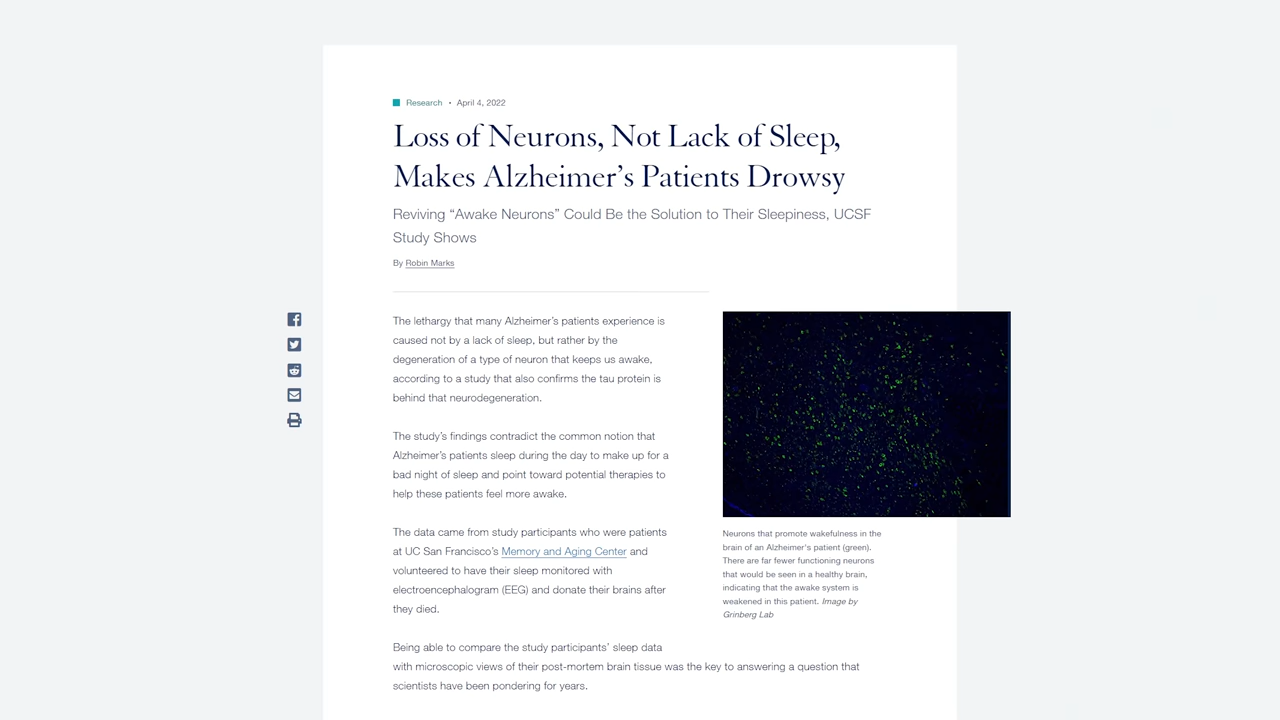 Research • April 4, 2022
Loss of Neurons, Not Lack of Sleep,
Makes Alzheimer’s Patients Drowsy
Reviving “Awake Neurons” Could Be the Solution to Their Sleepiness, UCSF
Study Shows
By Robin Marks
The lethargy that many Alzheimer’s patients experience is
caused not by a lack of sleep, but rather by the
degeneration of a type of neuron that keeps us awake,
according to a study that also confirms the tau protein is
behind that neurodegeneration.
The study’s findings contradict the common notion that
Alzheimer’s patients sleep during the day to make up for a
bad night of sleep and point toward potential therapies to
help these patients feel more awake.
The data came from study participants who were patients
at UC San Francisco’s Memory and Aging Center and
volunteered to have their sleep monitored with
electroencephalogram (EEG) and donate their brains after
they died.
Being able to compare the study participants’ sleep data
with microscopic views of their post-mortem brain tissue was the key to answering a question that
scientists have been pondering for years.
Neurons that promote wakefulness in the
brain of an Alzheimer's patient (green).
There are far fewer functioning neurons
that would be seen in a healthy brain,
indicating that the awake system is
weakened in this patient. Image by
Grinberg Lab